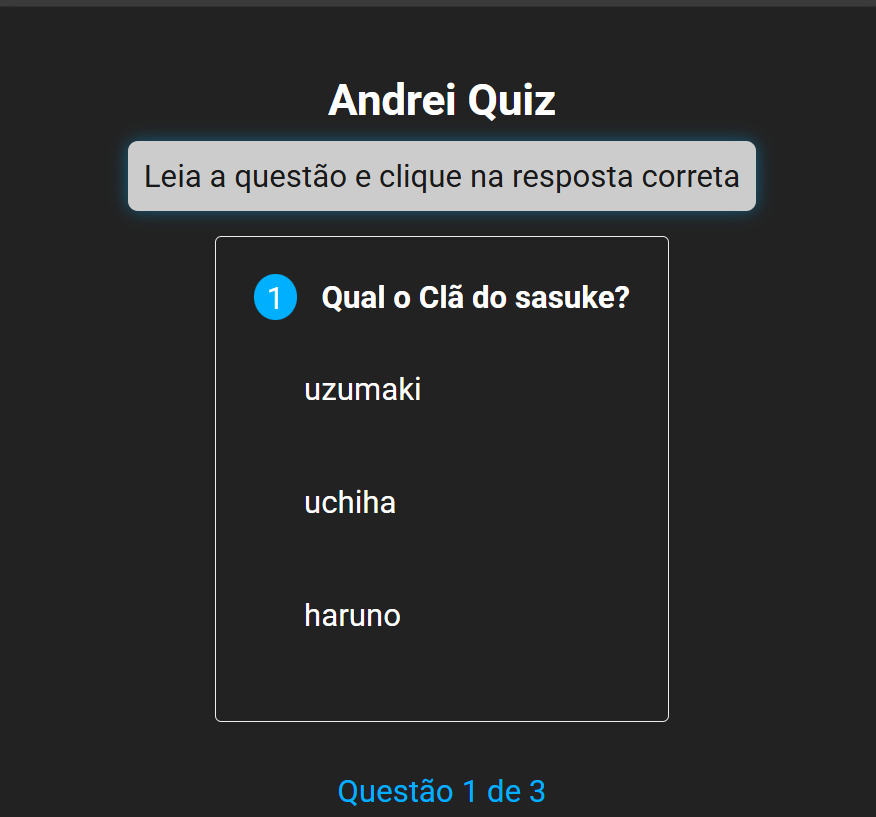 Andrei Quiz
Leia a questão e clique na resposta correta
1 Qual o Clã do sasuke?
uzumaki
uchiha
haruno
Questão 1 de 3